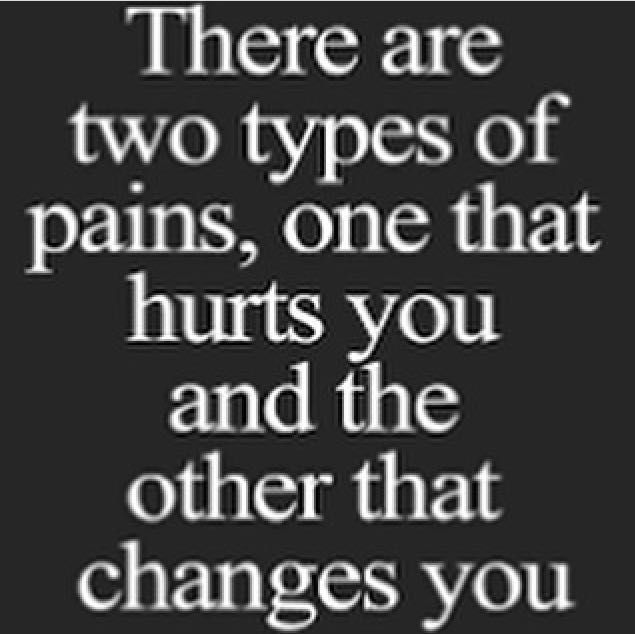 There are
two types of
pains, one that
hurts you
and the
other that
changes you